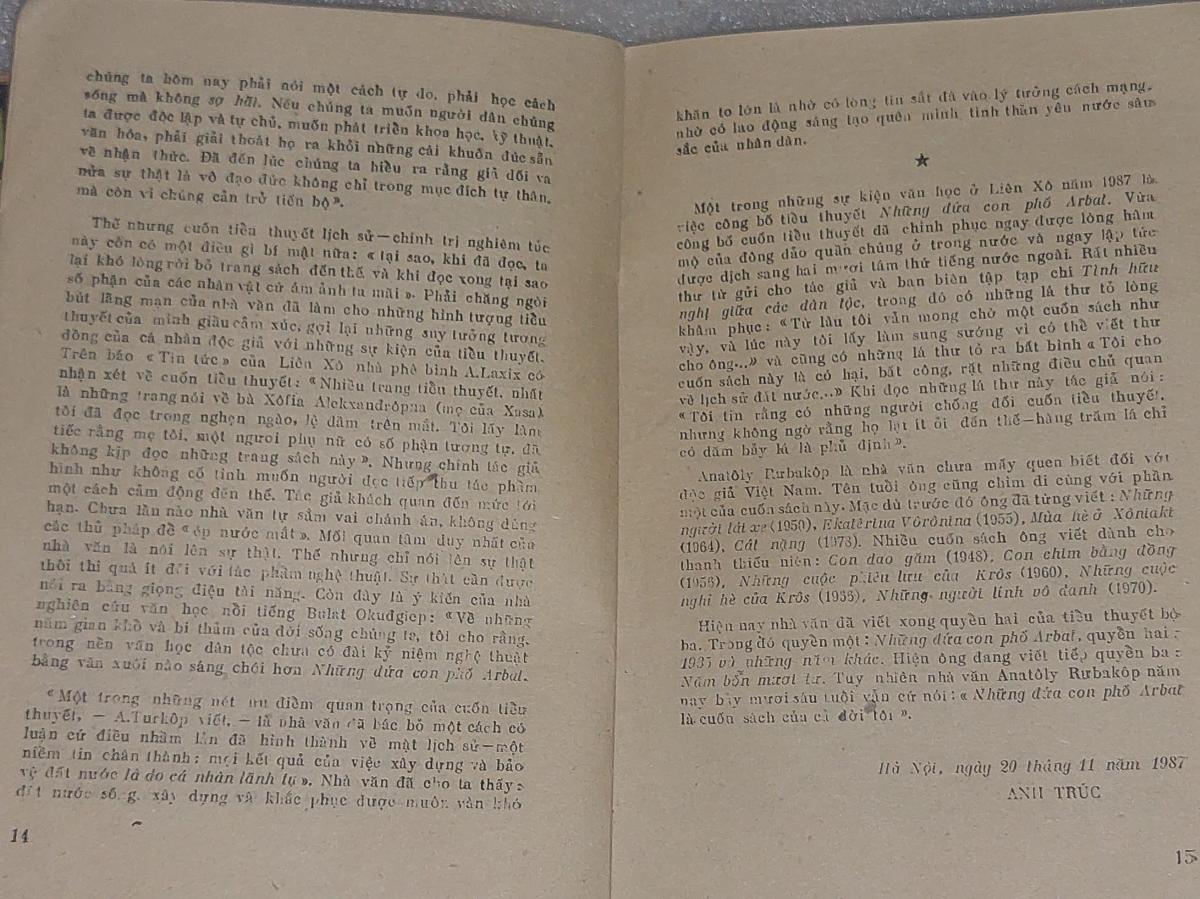 chúng ta hôm nay phải nói một cách tự do, phải học cách
sống mà không sợ hãi. Nếu chúng ta muốn người dân chúng
ta được độc lập và tự chủ, muốn phát triển khoa học, kỹ thuật,
văn hóa, phải giải thoát họ ra khỏi những cái khuôn đúc sẵn
về nhận thức. Đã đến lúc chúng ta hiểu ra rằng giả dối và
nửa sự thật là vô đạo đức không chỉ trong mục đích tự thân,
mà còn vì chúng cản trở tiến bộ».
Thế nhưng cuốn tiểu thuyết lịch sử—chính trị nghiêm túc
này còn có một điều gì bí mật nữa: « tại sao, khi đã đọc, ta
lại khó lòng rời bỏ trang sách đến thế và khi đọc xong tại sao
số phận của các nhân vật cứ ám ảnh ta mãi ». Phải chăng ngòi
bút lãng mạn của nhà văn đã làm cho những hình tượng tiểu
thuyết của mình giầu cảm xúc, gợi lại những suy tưởng tương
đồng của cá nhân độc giả với những sự kiện của tiểu thuyết.
Trên báo « Tin tức » của Liên Xô nhà phê bình A.Laxix có
nhận xét về cuốn tiểu thuyết: « Nhiều trang tiểu thuyết, nhất
là những trang nói về bà Xôfia Alekxandrôpna (mẹ của Xasa)
tôi đã đọc trong nghẹn ngào, lệ dầm trên mắt. Tôi lấy làm
tiếc rằng mẹ tôi, một người phụ nữ có số phận tương tự, đã
không kịp đọc những trang sách này ». Nhưng chính tác giả
hình như không cố tình muốn người đọc tiếp thu tác phẩm
một cách cảm động đến thế. Tác giả khách quan đến mức tới
hạn. Chưa lần nào nhà văn tự sắm vai chánh án, không dùng
các thủ pháp để « ép nước mắt ». Mối quan tâm duy nhất của
nhà văn là nói lên sự thật. Thế nhưng chỉ nói lên sự thật
thôi thì quá ít đối với tác phẩm nghệ thuật. Sự thật cần được
nói ra bằng giọng điệu tài năng. Còn đây là ý kiến của nhà
nghiên cứu văn học nổi tiếng Bulat Okudgiep: « Về những
năm gian khổ và bi thảm của đời sống chúng ta, tôi cho rằng,
trong nền văn học dân tộc chưa có đài kỷ niệm nghệ thuật
bằng văn xuôi nào sáng chói hơn Những đứa con phố Arbat.
« Một trong những nét ưu điểm quan trọng của cuốn tiểu
thuyết, — A.Turkôp viết, — là nhà văn đã bác bỏ một cách có
luận cứ điều nhầm lẫn đã hình thành về mặt lịch sử—một
niềm tin chân thành: mọi kết quả của việc xây dựng và bảo
vệ đất nước là do cá nhân lãnh tụ ». Nhà văn đã cho ta thấy:
đất nước sống, xây dựng và khắc phục được muôn vàn khó
14
khăn to lớn là nhờ có lòng tin sắt đá vào lý tưởng cách mạng,
nhờ có lao động sáng tạo quên mình, tinh thần yêu nước sâu
sắc của nhân dân.
★
Một trong những sự kiện văn học ở Liên Xô năm 1987 là
việc công bố tiểu thuyết Những đứa con phố Arbat. Vừa
công bố cuốn tiểu thuyết đã chinh phục ngay được lòng hâm
mộ của đông đảo quần chúng ở trong nước và ngay lập tức
được dịch sang hai mươi tám thứ tiếng nước ngoài. Rất nhiều
thư từ gửi cho tác giả và ban biên tập tạp chí Tình hữu
nghị giữa các dân tộc, trong đó có những lá thư tỏ lòng
khâm phục: «Từ lâu tôi vẫn mong chờ một cuốn sách như
vậy, và lúc này tôi lấy làm sung sướng vì có thể viết thư
cho ông...» và cũng có những lá thư tỏ ra bất bình « Tôi cho
cuốn sách này là có hại, bất công, rặt những điều chủ quan
về lịch sử đất nước...» Khi đọc những lá thư này tác giả nói:
«Tôi tin rằng có những người chống đối cuốn tiểu thuyết,
nhưng không ngờ rằng họ lại ít ỏi đến thế—hàng trăm lá chỉ
có dăm bảy lá là phủ định».
Anatôly Rưbakôp là nhà văn chưa mấy quen biết đối với
độc giả Việt Nam. Tên tuổi ông cũng chìm đi cùng với phần
một của cuốn sách này. Mặc dù trước đó ông đã từng viết: Những
người lái xe (1950), Ekatêrina Vôrônina (1955), Mùa hè ở Xôniakt
(1964), Cát nặng (1978). Nhiều cuốn sách ông viết dành cho
thanh thiếu niên: Con dao găm (1948), Con chim bằng đồng
(1956), Những cuộc phiêu lưu của Krôs (1960), Những cuộc
nghỉ hè của Krôs (1966), Những người lính vô danh (1970).
Hiện nay nhà văn đã viết xong quyển hai của tiểu thuyết bộ
ba. Trong đó quyển một: Những đứa con phố Arbat, quyển hai:
1935 và những năm khác. Hiện ông đang viết tiếp quyển ba:
Năm bốn mươi tư. Tuy nhiên nhà văn Anatôly Rưbakôp năm
nay bảy mươi sáu tuổi vẫn cứ nói: « Những đứa con phố Arbat
là cuốn sách của cả đời tôi ».
Hà Nội, ngày 20 tháng 11 năm 1987
ANH TRÚC
15